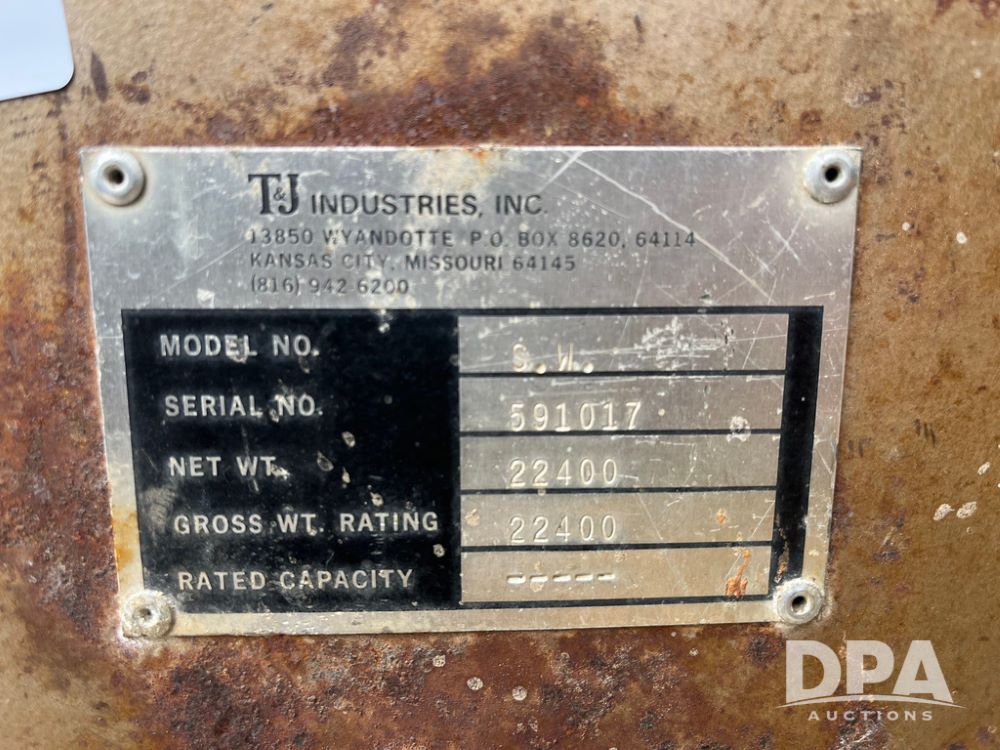 T&J INDUSTRIES, INC.
13850 WYANDOTTE P.O. BOX 8620, 64114
KANSAS CITY, MISSOURI 64145
(816) 942-6200
MODEL NO. S.W.
SERIAL NO. 591017
NET WT. 22400
GROSS WT. RATING 22400
RATED CAPACITY -----
DPA
AUCTIONS